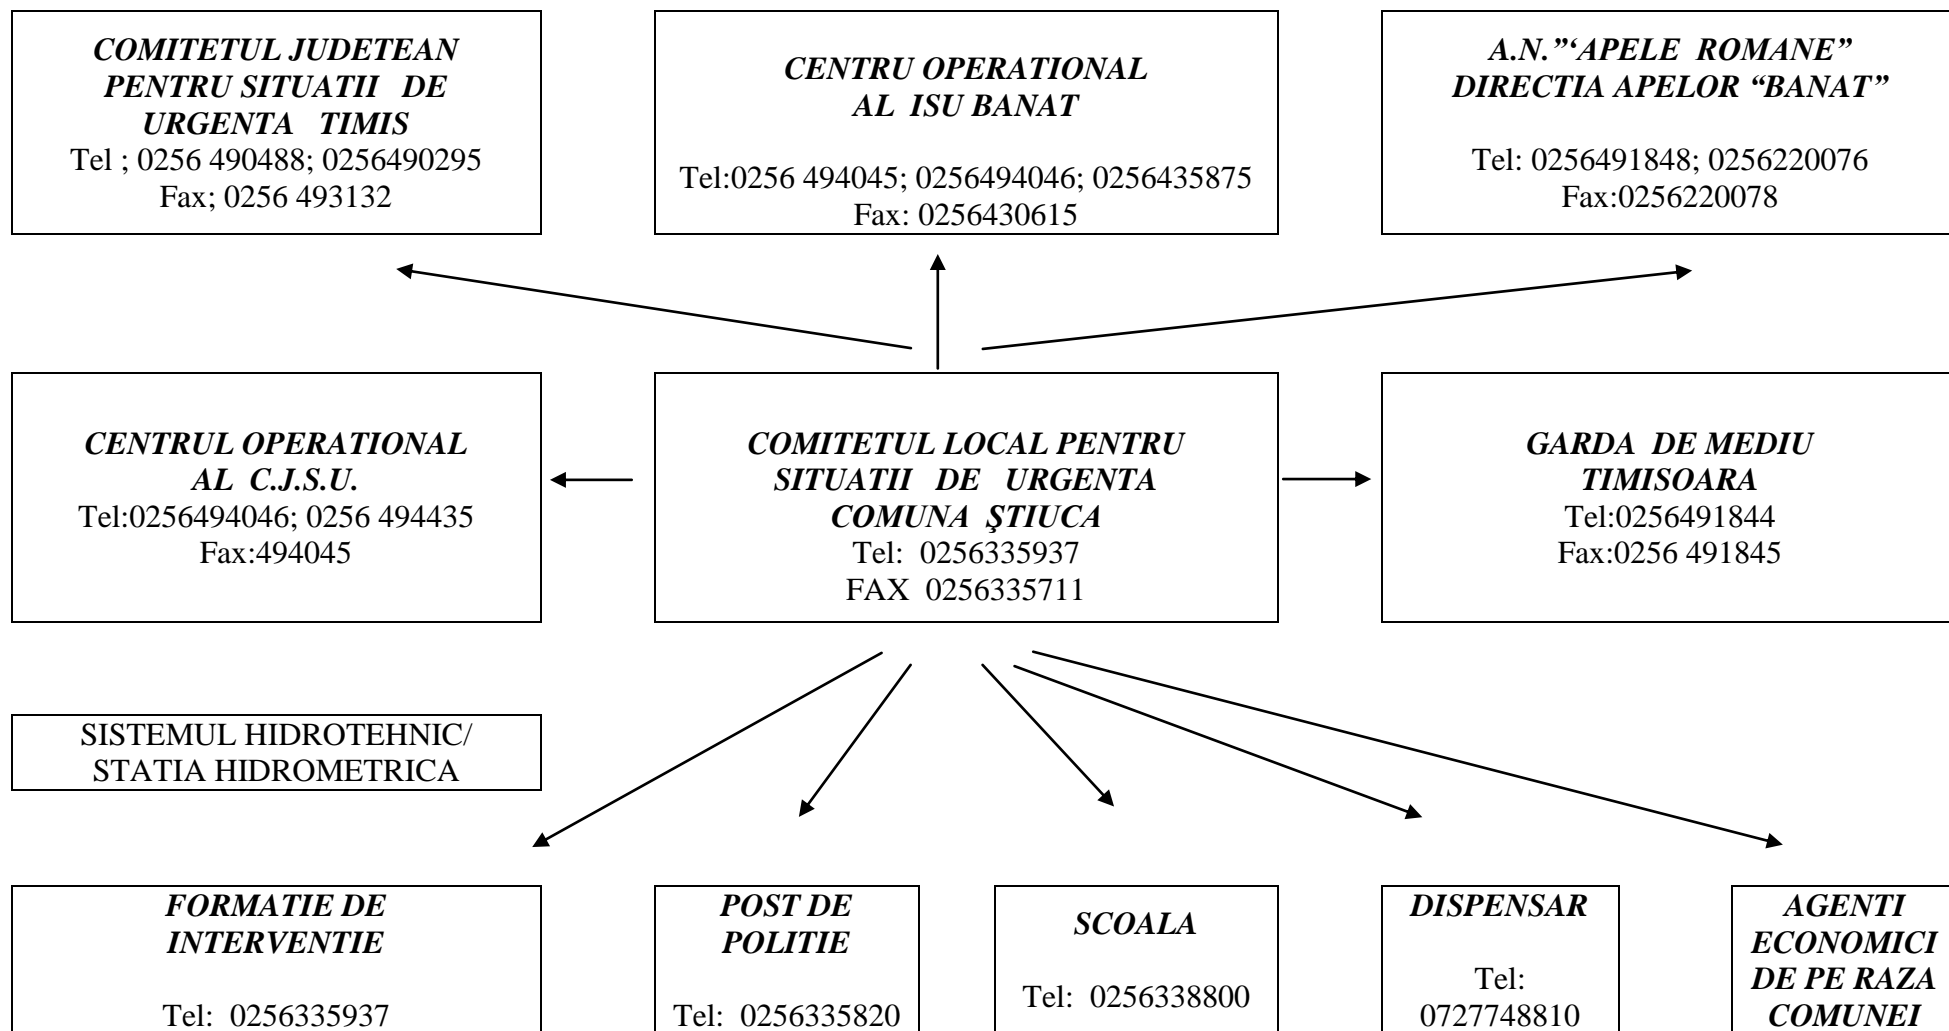 COMITETUL JUDETEAN
PENTRU SITUATII DE
URGENTA TIMIS
Tel ; 0256 490488; 0256490295
Fax; 0256 493132
CENTRU OPERATIONAL
AL ISU BANAT
Tel:0256 494045; 0256494046; 0256435875
Fax: 0256430615
A.N.”‘APELE ROMANE”
DIRECTIA APELOR “BANAT”
Tel: 0256491848; 0256220076
Fax:0256220078
CENTRUL OPERATIONAL
AL C.J.S.U.
Tel:0256494046; 0256 494435
Fax:494045
COMITETUL LOCAL PENTRU
SITUATII DE URGENTA
COMUNA ŞTIUCA
Tel: 0256335937
FAX 0256335711
GARDA DE MEDIU
TIMISOARA
Tel:0256491844
Fax:0256 491845
SISTEMUL HIDROTEHNIC/
STATIA HIDROMETRICA
FORMATIE DE
INTERVENTIE
Tel: 0256335937
POST DE
POLITIE
Tel: 0256335820
SCOALA
Tel: 0256338800
DISPENSAR
Tel:
0727748810
AGENTI
ECONOMICI
DE PE RAZA
COMUNEI